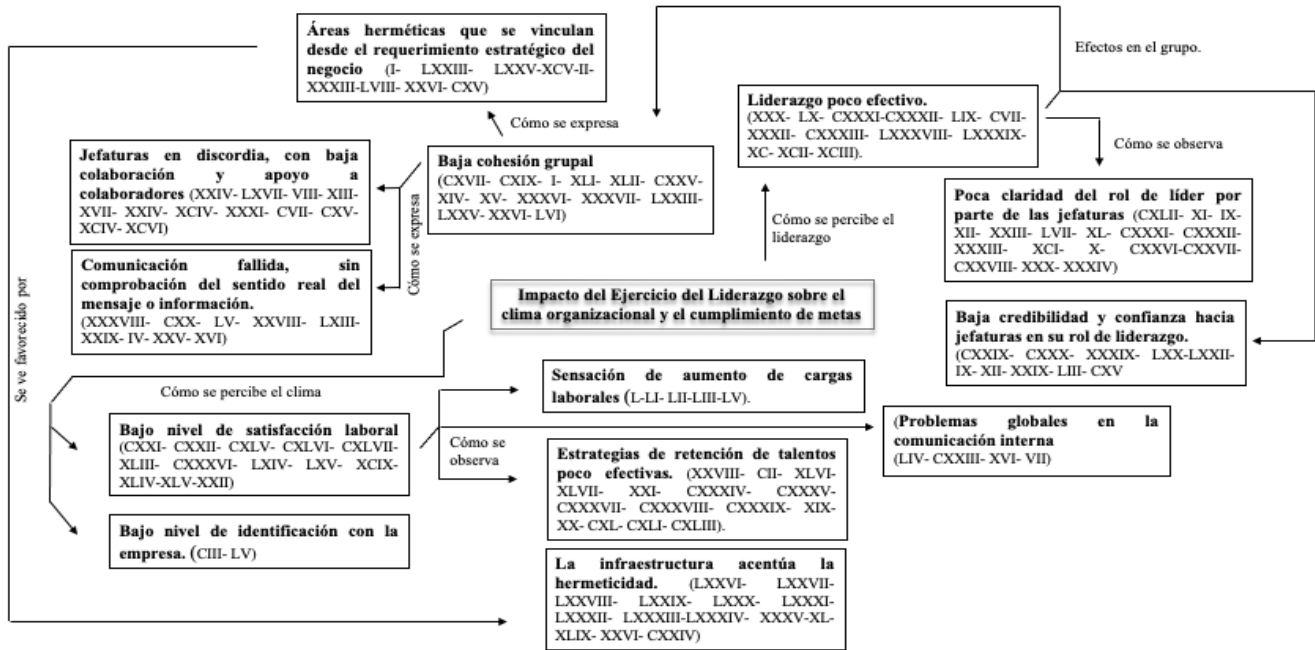 Áreas herméticas que se vinculan
desde el requerimiento estratégico del
negocio (I- LXXIII- LXXV-XCV-II-
XXXIII-LVIII- XXVI- CXV)
Efectos en el grupo.
Liderazgo poco efectivo.
(XXX- LX- CXXXI-CXXXII- LIX- CVII-
XXXII- CXXXIII- LXXXVIII- LXXXIX-
XC- XCII- XCIII).
Cómo se expresa
Cómo se observa
Jefaturas en discordia, con baja
colaboración y apoyo a
colaboradores (XXIV- LXVII- VIII- XIII-
XVII- XXIV- XCIV- XXXI- CVII- CXV-
XCIV- XCVI)
Baja cohesión grupal
(CXVII- CXIX- I- XLI- XLII- CXXV-
XIV- XV- XXXVI- XXXVII- LXXIII-
LXXV- XXVI- LVI)
Poca claridad del rol de líder por
parte de las jefaturas (CXLII- XI- IX-
XII- XXIII- LVII- XL- CXXXI- CXXXII-
XXXIII- XCI- X- CXXVI-CXXVII-
CXXVIII- XXX- XXXIV)
Cómo se percibe el
liderazgo
Cómo se expresa
Comunicación fallida, sin
comprobación del sentido real del
mensaje o información.
(XXXVIII- CXX- LV- XXVIII- LXIII-
XXIX- IV- XXV- XVI)
Impacto del Ejercicio del Liderazgo sobre el
clima organizacional y el cumplimiento de metas
Baja credibilidad y confianza hacia
jefaturas en su rol de liderazgo.
(CXXIX- CXXX- XXXIX- LXX-LXXII-
IX- XII- XXIX- LIII- CXV
Se ve favorecido por
Cómo se percibe el clima
Sensación de aumento de cargas
laborales (L-LI- LII-LIII-LV).
Bajo nivel de satisfacción laboral
(CXXI- CXXII- CXLV- CXLVI- CXLVII-
XLIII- CXXXVI- LXIV- LXV- XCIX-
XLIV-XLV-XXII)
Cómo se
observa
(Problemas globales en la
comunicación interna
(LIV- CXXIII- XVI- VII)
Estrategias de retención de talentos
poco efectivas. (XXVIII- CII- XLVI-
XLVII- XXI- CXXXIV- CXXXV-
CXXXVII- CXXXVIII- CXXXIX- XIX-
XX- CXL- CXLI- CXLIII).
Bajo nivel de identificación con la
empresa. (CIII- LV)
La infraestructura acentúa la
hermeticidad. (LXXVI- LXXVII-
LXXVIII- LXXIX- LXXX- LXXXI-
LXXXII- LXXXIII-LXXXIV- XXXV-XL-
XLIX- XXVI- CXXIV)